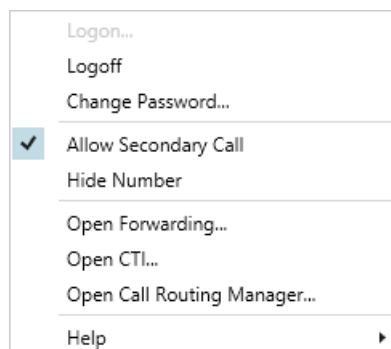 Logon...
Logoff
Change Password...
Allow Secondary Call
Hide Number
Open Forwarding...
Open CTI...
Open Call Routing Manager...
Help